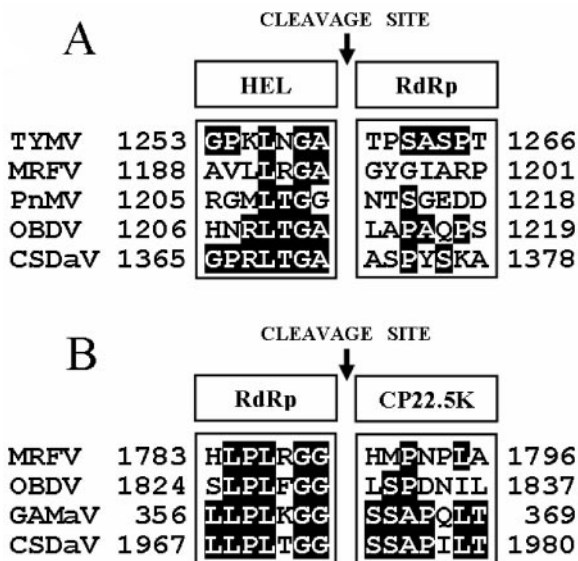 CLEAVAGE SITE
A
HEL RdRp
TYMV 1253 GPKLNGA TPSASPT 1266
MRFV 1188 AVLLRGA GYGIARP 1201
PnMV 1205 RGMLTGG NTSGEDD 1218
OBDV 1206 HNRLTGA LAPAQPS 1219
CSDaV 1365 GPRLTGA ASPYSKA 1378
CLEAVAGE SITE
B
RdRp CP22.5K
MRFV 1783 HLPLRGG HMPNPLA 1796
OBDV 1824 SLPLFGG LSPDNIL 1837
GAMaV 356 LLPLKGG SSAPQLT 369
CSDaV 1967 LLPLTGG SSAPILT 1980